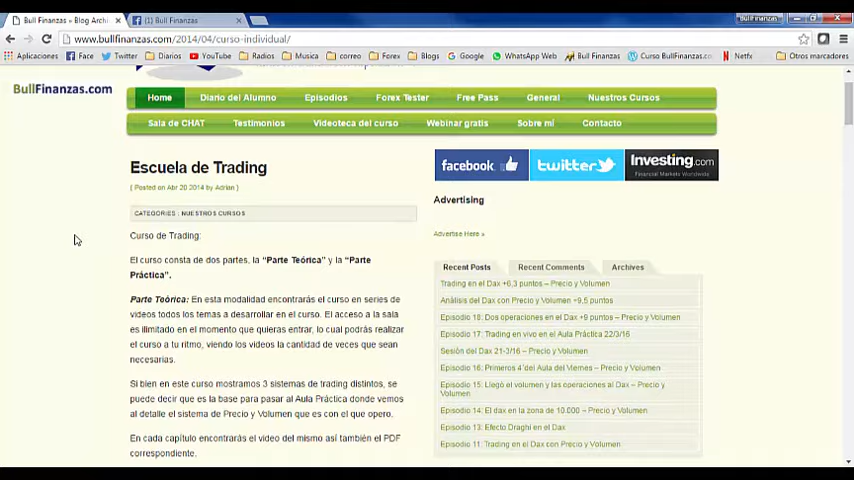 Bull Finanzas » Blog Archi
(1) Bull Finanzas
BullFinanzas
www.bullfinanzas.com/2014/04/curso-individual/
Aplicaciones
Face
Twitter
Diarios
YouTube
Radios
Musica
correo
Forex
Blogs
Google
WhatsApp Web
Bull Finanzas
Curso BullFinanzas.co
Netfx
Otros marcadores
BullFinanzas.com
Home
Diario del Alumno
Episodios
Forex Tester
Free Pass
General
Nuestros Cursos
Sala de CHAT
Testimonios
Videoteca del curso
Webinar gratis
Sobre mí
Contacto
Escuela de Trading
[ Posted on Abr 20 2014 by Adrian ]
CATEGORIES : NUESTROS CURSOS
Curso de Trading:
El curso consta de dos partes, la “Parte Teórica” y la “Parte
Práctica”.
Parte Teórica: En esta modalidad encontrarás el curso en series de
videos todos los temas a desarrollar en el curso. El acceso a la sala
es ilimitado en el momento que quieras entrar, lo cual podrás realizar
el curso a tu ritmo, viendo los videos la cantidad de veces que sean
necesarias.
Si bien en este curso mostramos 3 sistemas de trading distintos, se
puede decir que es la base para pasar al Aula Práctica donde vemos
al detalle el sistema de Precio y Volumen que es con el que opero.
En cada capítulo encontrarás el video del mismo así también el PDF
correspondiente.
facebook
twitter
Investing.com
Financial Markets Worldwide
Advertising
Advertise Here »
Recent Posts
Recent Comments
Archives
Trading en el Dax +6,3 puntos – Precio y Volumen
Análisis del Dax con Precio y Volumen +9,5 puntos
Episodio 18: Dos operaciones en el Dax +9 puntos – Precio y Volumen
Episodio 17: Trading en vivo en el Aula Práctica 22/3/16
Sesión del Dax 21-3/16 – Precio y Volumen
Episodio 16: Primeros 4´del Aula del Viernes – Precio y Volumen
Episodio 15: Llegó el volumen y las operaciones al Dax – Precio y
Volumen
Episodio 14: El dax en la zona de 10.000 – Precio y Volumen
Episodio 13: Efecto Draghi en el Dax
Episodio 11: Trading en el Dax con Precio y Volumen